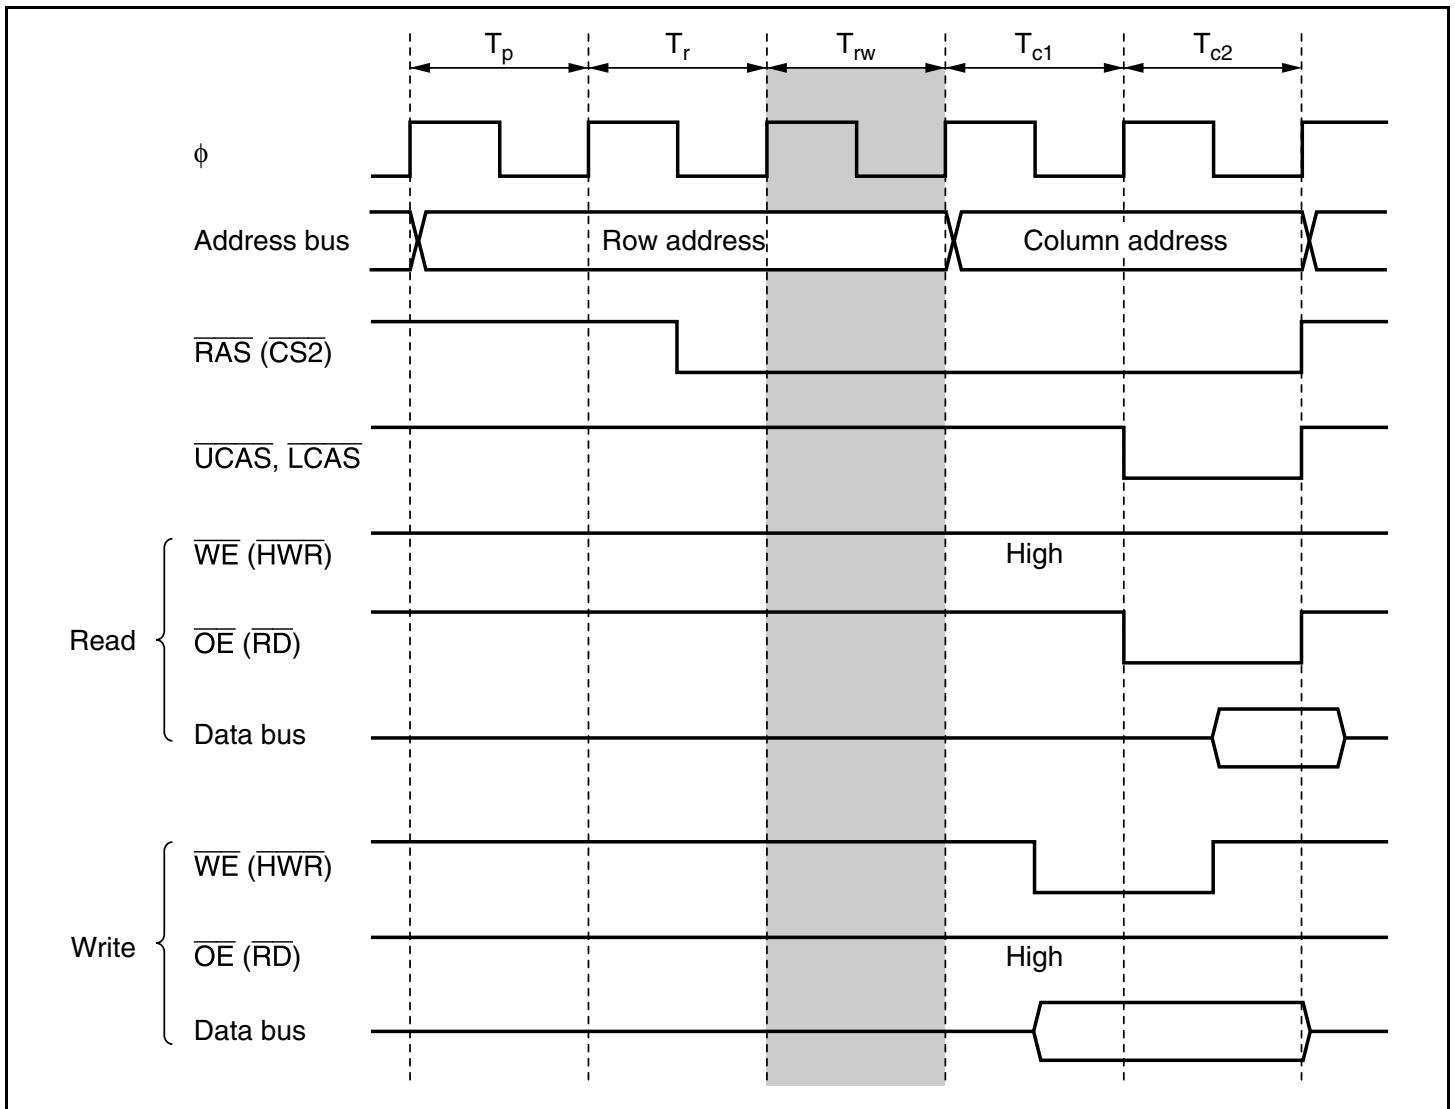 Tp Tr Trw Tc1 Tc2
ϕ
Address bus Row address Column address
RAS (CS2)
UCAS, LCAS
WE (HWR) High
Read OE (RD)
Data bus
WE (HWR)
Write OE (RD) High
Data bus